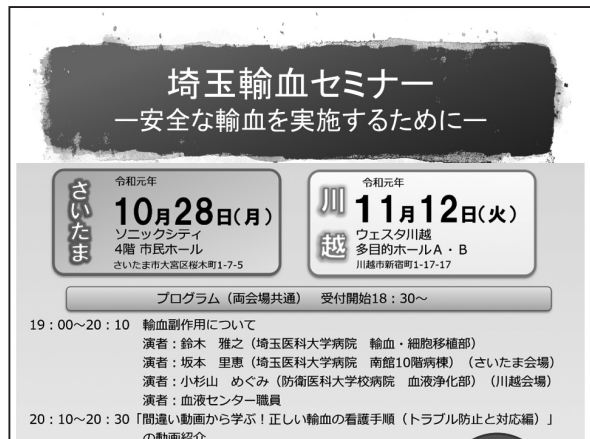 埼玉輸血セミナー
―安全な輸血を実施するために―
さいたま
令和元年
10月28日(月)
ソニックシティ
4階 市民ホール
さいたま市大宮区桜木町1-7-5
川越
令和元年
11月12日(火)
ウェスタ川越
多目的ホールA・B
川越市新宿町1-17-17
プログラム（両会場共通） 受付開始18：30～
19：00～20：10 輸血副作用について
演者：鈴木 雅之（埼玉医科大学病院 輸血・細胞移植部）
演者：坂本 里恵（埼玉医科大学病院 南館10階病棟）（さいたま会場）
演者：小杉山 めぐみ（防衛医科大学校病院 血液浄化部）（川越会場）
演者：血液センター職員
20：10～20：30「間違い動画から学ぶ！正しい輸血の看護手順（トラブル防止と対応編）」
の動画紹介